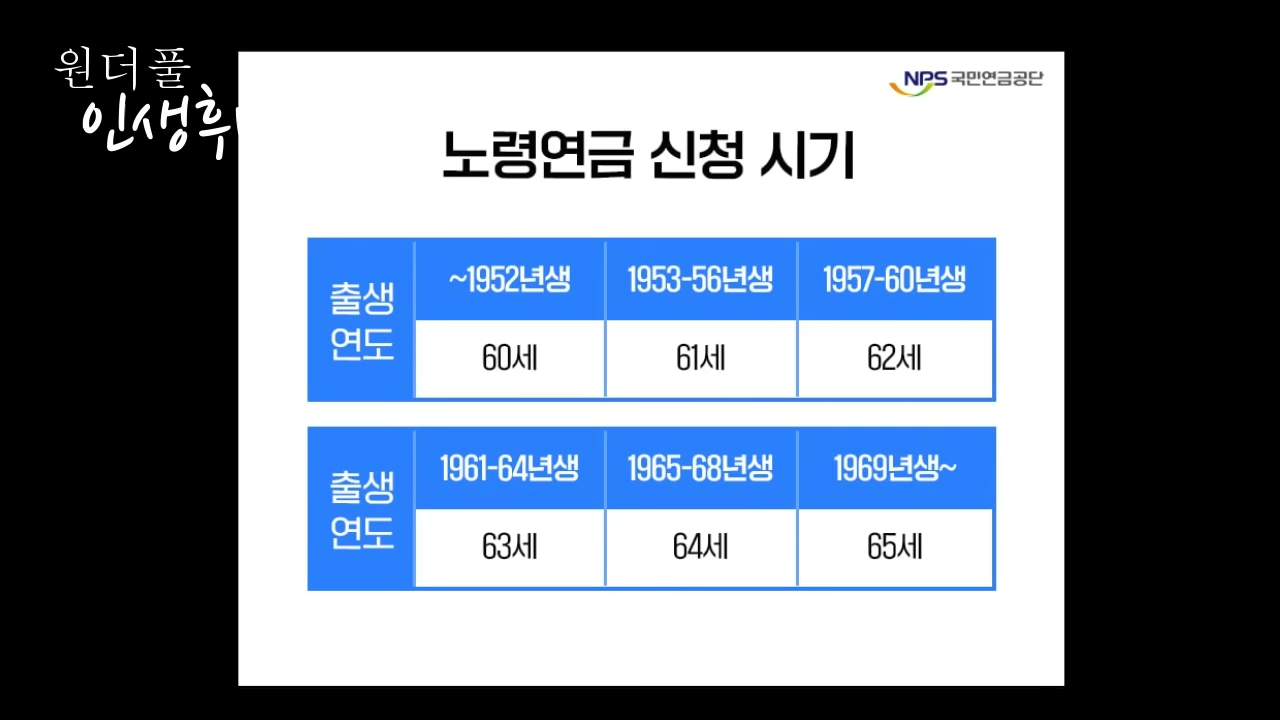 원더풀
인생후
NPS 국민연금공단
노령연금 신청 시기
출생
연도
~1952년생 1953-56년생 1957-60년생
60세 61세 62세
출생
연도
1961-64년생 1965-68년생 1969년생~
63세 64세 65세